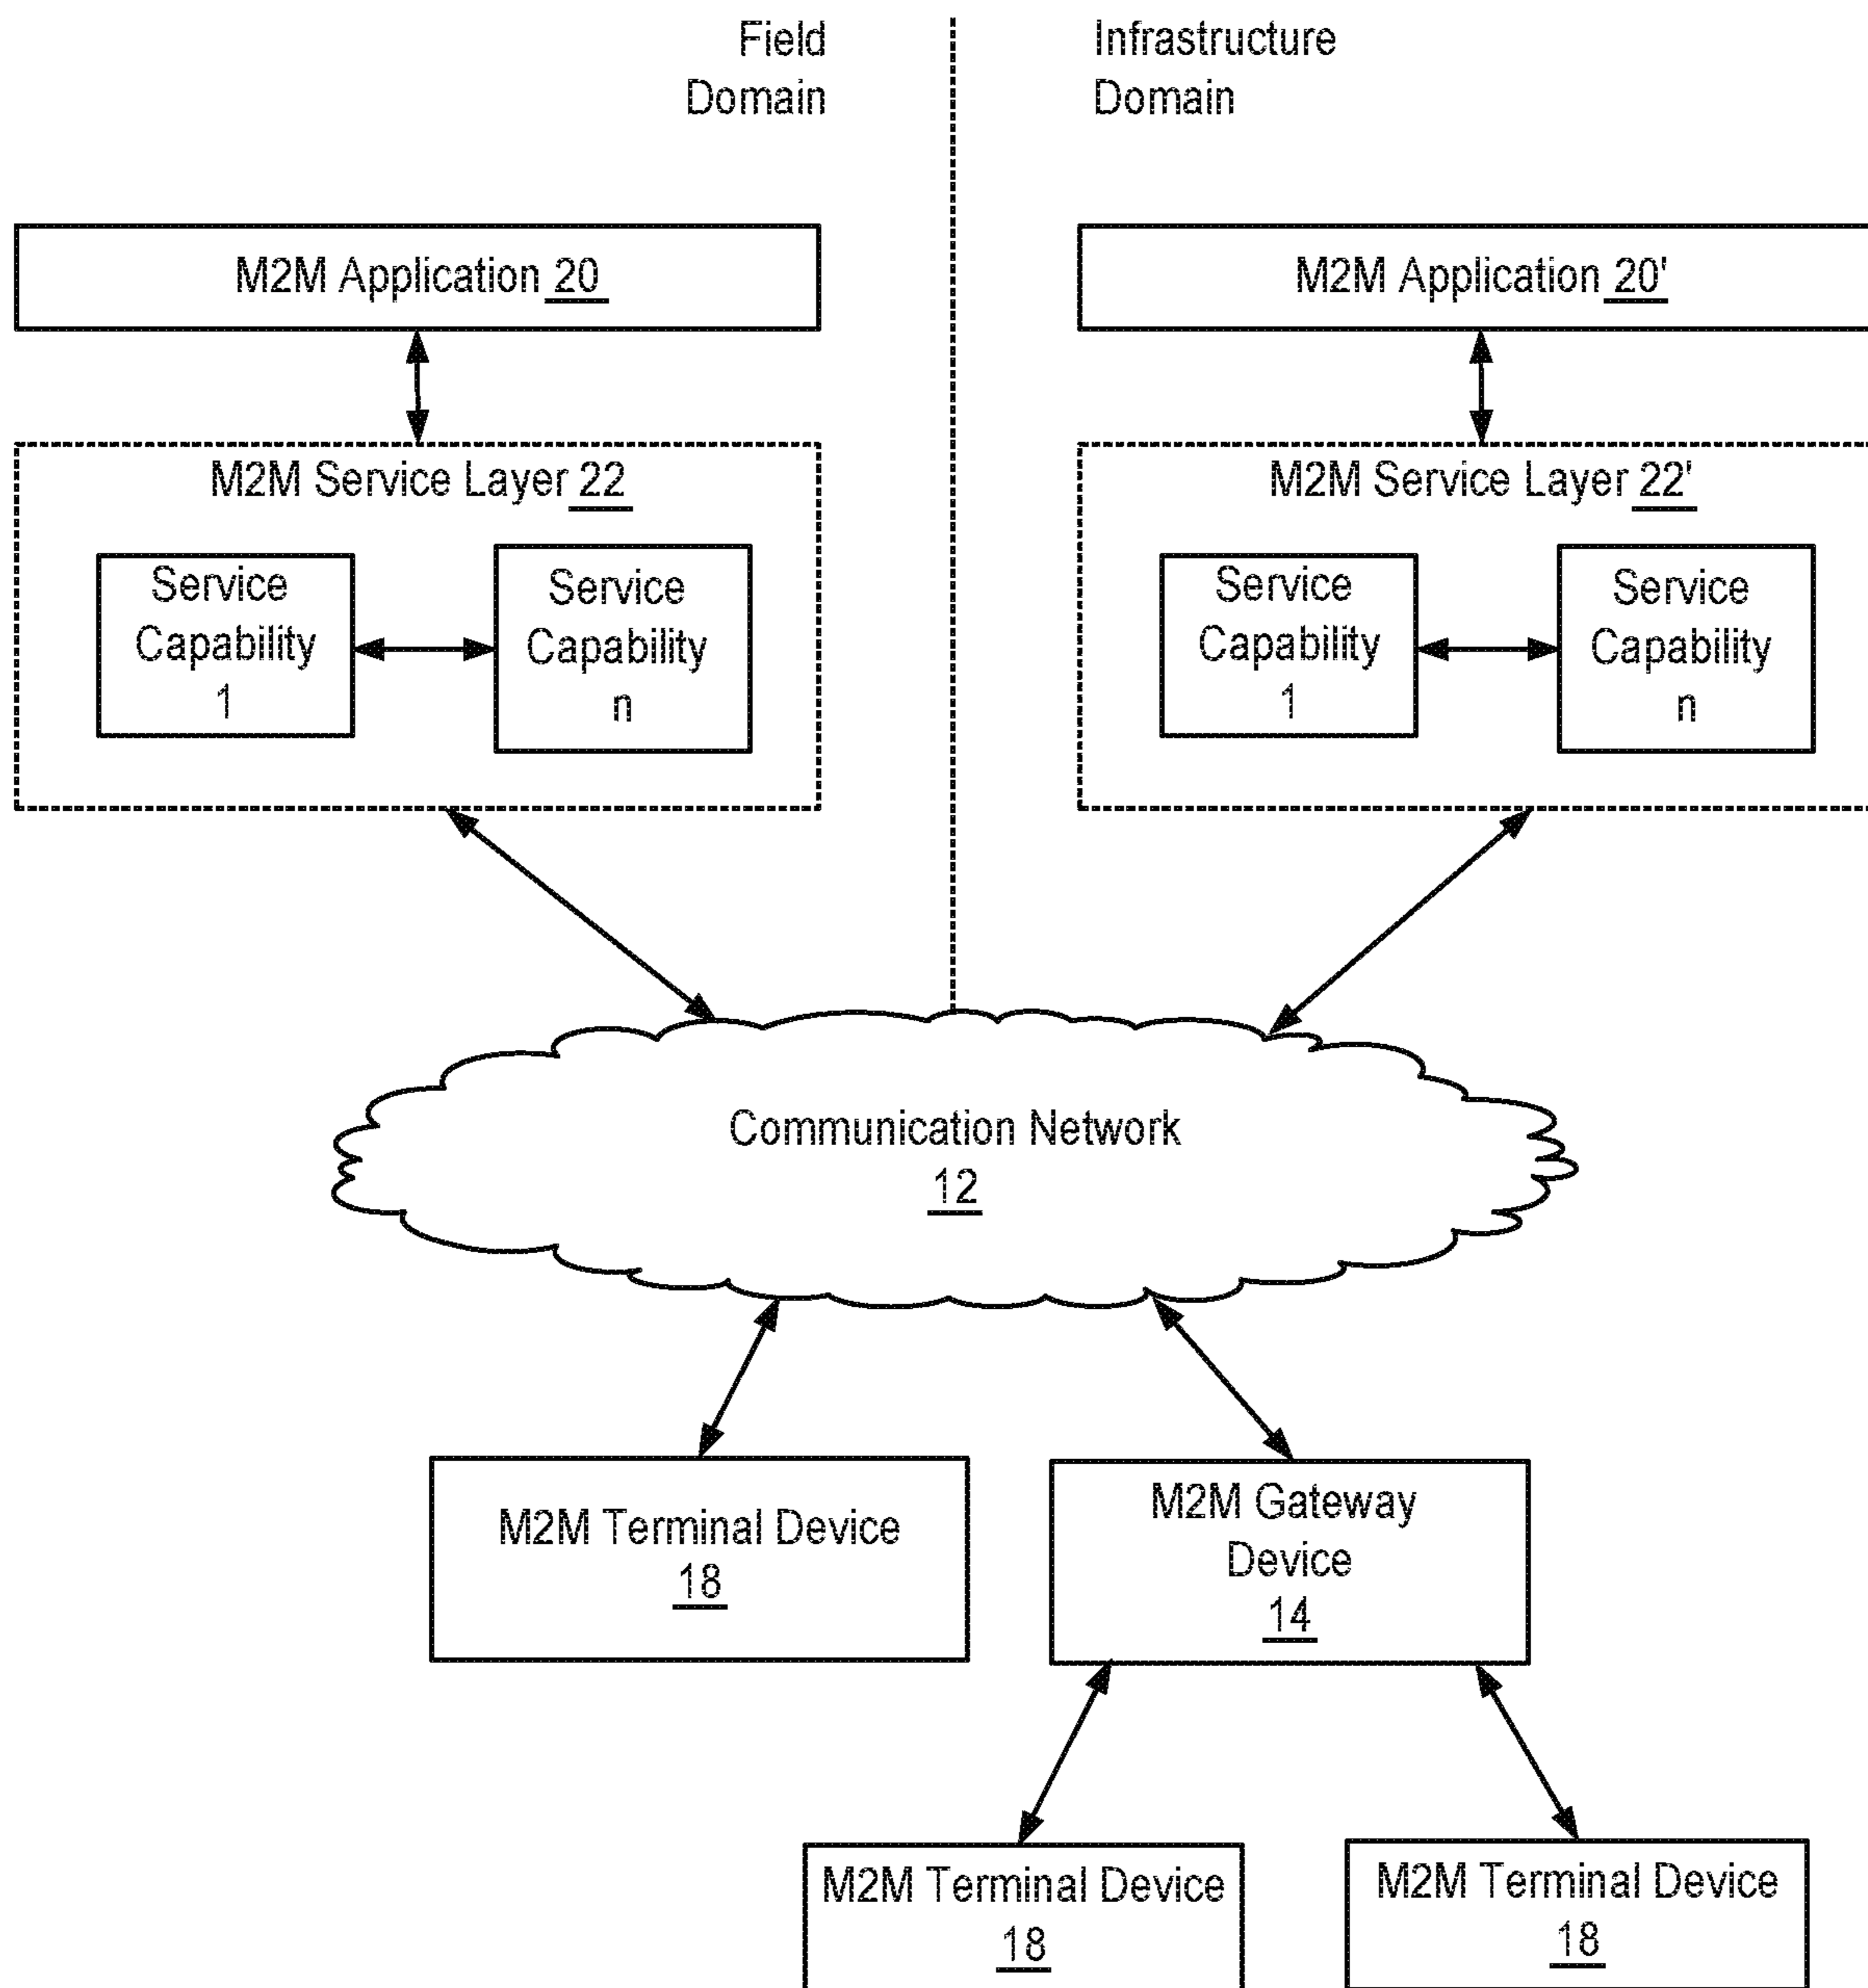 Field
Domain
Infrastructure
Domain
M2M Application 20
M2M Application 20'
M2M Service Layer 22
Service
Capability
1
Service
Capability
n
M2M Service Layer 22'
Service
Capability
1
Service
Capability
n
Communication Network
12
M2M Terminal Device
18
M2M Gateway
Device
14
M2M Terminal Device
18
M2M Terminal Device
18